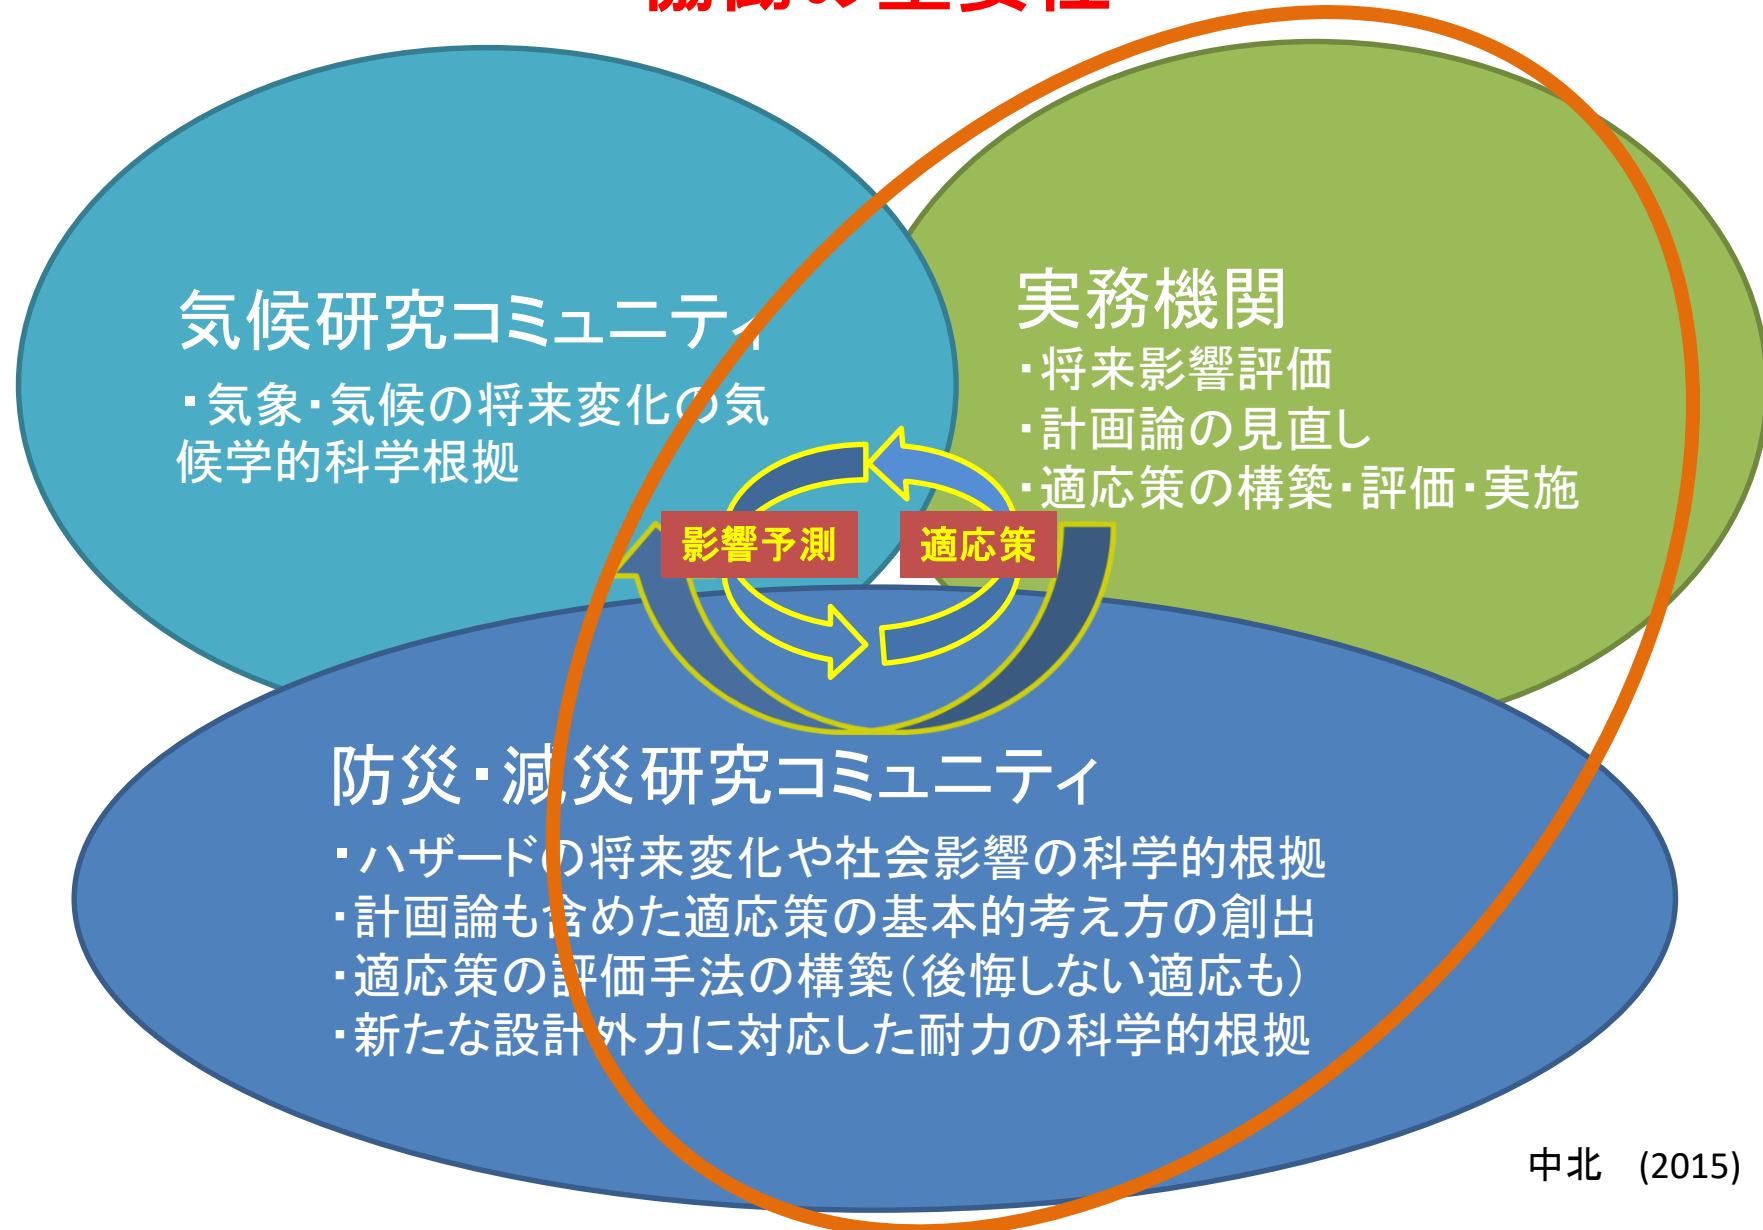 協働の重要性
気候研究コミュニティ
・気象・気候の将来変化の気
候学的科学根拠
実務機関
・将来影響評価
・計画論の見直し
・適応策の構築・評価・実施
影響予測
適応策
防災・減災研究コミュニティ
・ハザードの将来変化や社会影響の科学的根拠
・計画論も含めた適応策の基本的考え方の創出
・適応策の評価手法の構築（後悔しない適応も）
・新たな設計外力に対応した耐力の科学的根拠
中北　(2015)